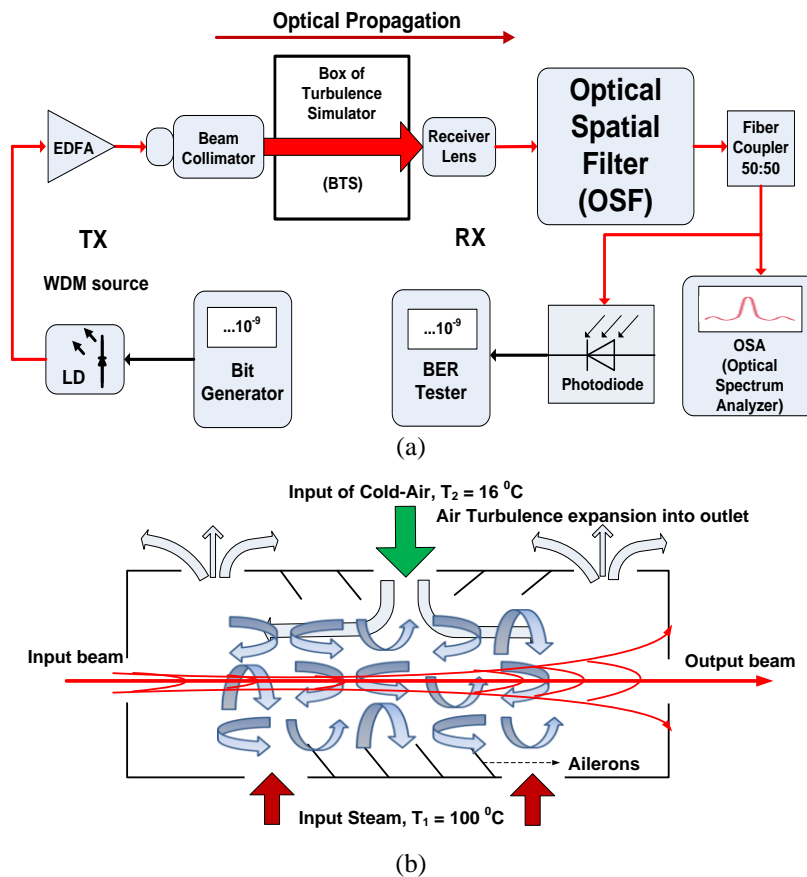 Optical Propagation
Box of
Turbulence
Simulator
(BTS)
EDFA
Beam
Collimator
Receiver
Lens
Optical
Spatial
Filter
(OSF)
Fiber
Coupler
50:50
TX
RX
WDM source
LD
...10⁻⁹
Bit
Generator
...10⁻⁹
BER
Tester
Photodiode
OSA
(Optical
Spectrum
Analyzer)
(a)
Input of Cold-Air, T₂ = 16 ⁰C
Air Turbulence expansion into outlet
Input beam
Output beam
Ailerons
Input Steam, T₁ = 100 ⁰C
(b)